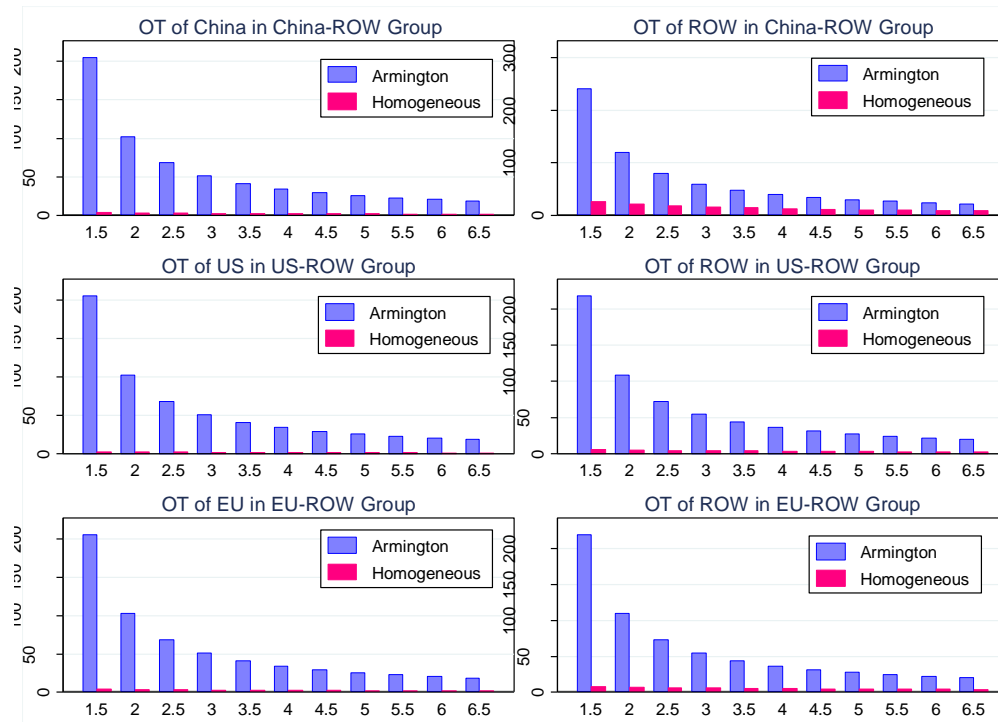 OT of China in China-ROW Group
200
150
100
50
0
Armington
Homogeneous
1.5 2 2.5 3 3.5 4 4.5 5 5.5 6 6.5
OT of ROW in China-ROW Group
300
200
100
0
Armington
Homogeneous
1.5 2 2.5 3 3.5 4 4.5 5 5.5 6 6.5
OT of US in US-ROW Group
200
150
100
50
0
Armington
Homogeneous
1.5 2 2.5 3 3.5 4 4.5 5 5.5 6 6.5
OT of ROW in US-ROW Group
200
150
100
50
0
Armington
Homogeneous
1.5 2 2.5 3 3.5 4 4.5 5 5.5 6 6.5
OT of EU in EU-ROW Group
200
150
100
50
0
Armington
Homogeneous
1.5 2 2.5 3 3.5 4 4.5 5 5.5 6 6.5
OT of ROW in EU-ROW Group
200
150
100
50
0
Armington
Homogeneous
1.5 2 2.5 3 3.5 4 4.5 5 5.5 6 6.5